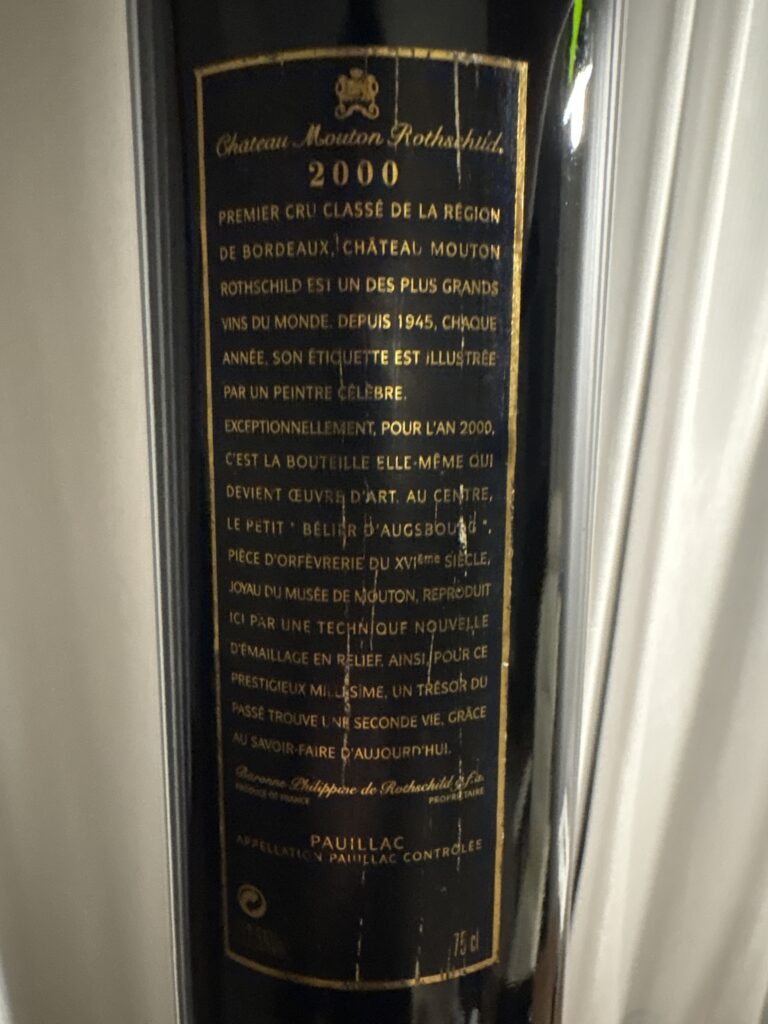 Chateau Mouton Rothschild.
2000
PREMIER CRU CLASSÉ DE LA RÉGION
DE BORDEAUX, CHÂTEAU MOUTON
ROTHSCHILD EST UN DES PLUS GRANDS
VINS DU MONDE. DEPUIS 1945, CHAQUE
ANNÉE, SON ÉTIQUETTE EST ILLUSTRÉE
PAR UN PEINTRE CÉLÈBRE.
EXCEPTIONNELLEMENT, POUR L'AN 2000,
C'EST LA BOUTEILLE ELLE-MÊME QUI
DEVIENT ŒUVRE D'ART. AU CENTRE,
LE PETIT " BÉLIER D'AUGSBOURG ",
PIÈCE D'ORFÈVRERIE DU XVIème SIÈCLE,
JOYAU DU MUSÉE DE MOUTON, REPRODUIT
ICI PAR UNE TECHNIQUE NOUVELLE
D'ÉMAILLAGE EN RELIEF. AINSI, POUR CE
PRESTIGIEUX MILLÉSIME, UN TRÉSOR DU
PASSÉ TROUVE UNE SECONDE VIE, GRÂCE
AU SAVOIR-FAIRE D'AUJOURD'HUI.
Baronne Philippine de Rothschild g.f.a.
PRODUCE OF FRANCE PROPRIÉTAIRE
PAUILLAC
APPELLATION PAUILLAC CONTRÔLÉE
75 cl